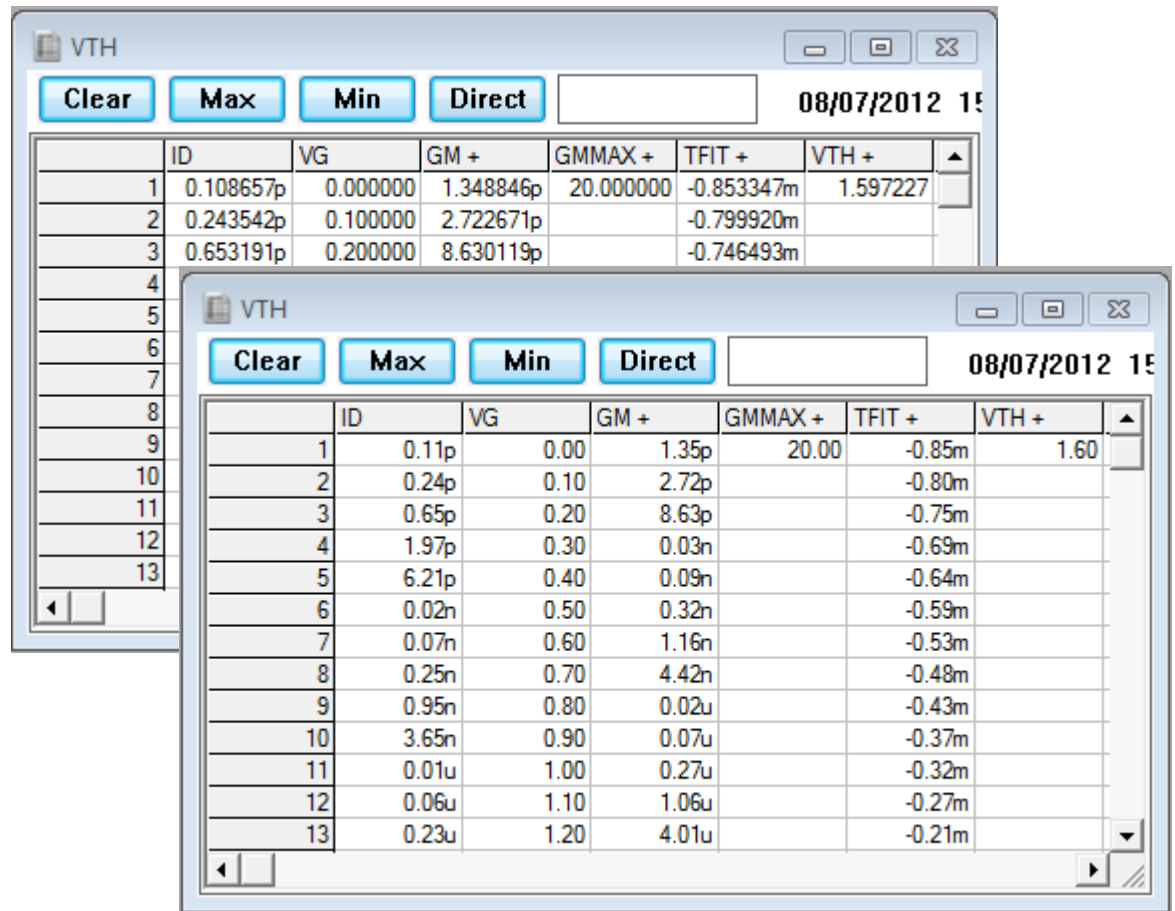 VTH
Clear Max Min Direct 08/07/2012 15
ID VG GM + GMMAX + TFIT + VTH +
1 0.108657p 0.000000 1.348846p 20.000000 -0.853347m 1.597227
2 0.243542p 0.100000 2.722671p -0.799920m
3 0.653191p 0.200000 8.630119p -0.746493m
4
5
6
7
8
9
10
11
12
13
VTH
Clear Max Min Direct 08/07/2012 15
ID VG GM + GMMAX + TFIT + VTH +
1 0.11p 0.00 1.35p 20.00 -0.85m 1.60
2 0.24p 0.10 2.72p -0.80m
3 0.65p 0.20 8.63p -0.75m
4 1.97p 0.30 0.03n -0.69m
5 6.21p 0.40 0.09n -0.64m
6 0.02n 0.50 0.32n -0.59m
7 0.07n 0.60 1.16n -0.53m
8 0.25n 0.70 4.42n -0.48m
9 0.95n 0.80 0.02u -0.43m
10 3.65n 0.90 0.07u -0.37m
11 0.01u 1.00 0.27u -0.32m
12 0.06u 1.10 1.06u -0.27m
13 0.23u 1.20 4.01u -0.21m